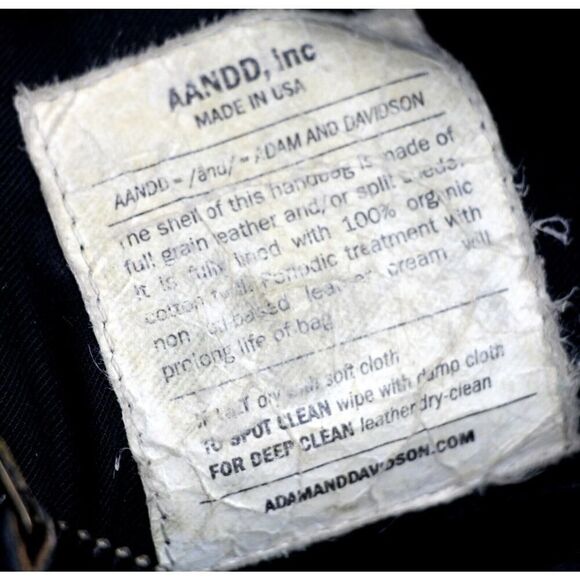 AANDD, inc
MADE IN USA
AANDD = /and/ = ADAM AND DAVIDSON
The shell of this handbag is made of
full grain leather and/or split suede.
It is fully lined with 100% organic
cotton twill. Periodic treatment with
non oil-based leather cream will
prolong life of bag
dry with soft cloth
TO SPOT CLEAN wipe with damp cloth
FOR DEEP CLEAN leather dry-clean
ADAMANDDAVIDSON.COM